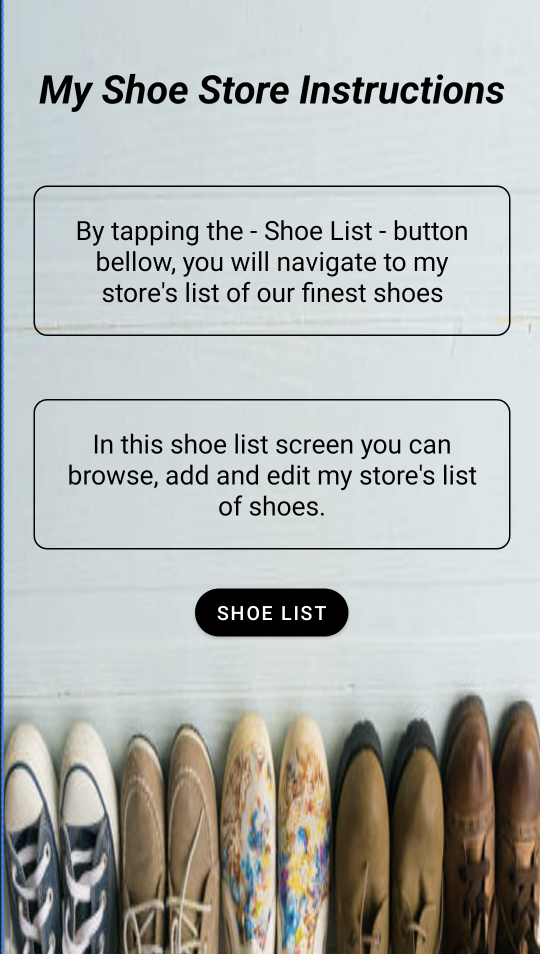 My Shoe Store Instructions
By tapping the - Shoe List - button
bellow, you will navigate to my
store's list of our finest shoes
In this shoe list screen you can
browse, add and edit my store's list
of shoes.
SHOE LIST